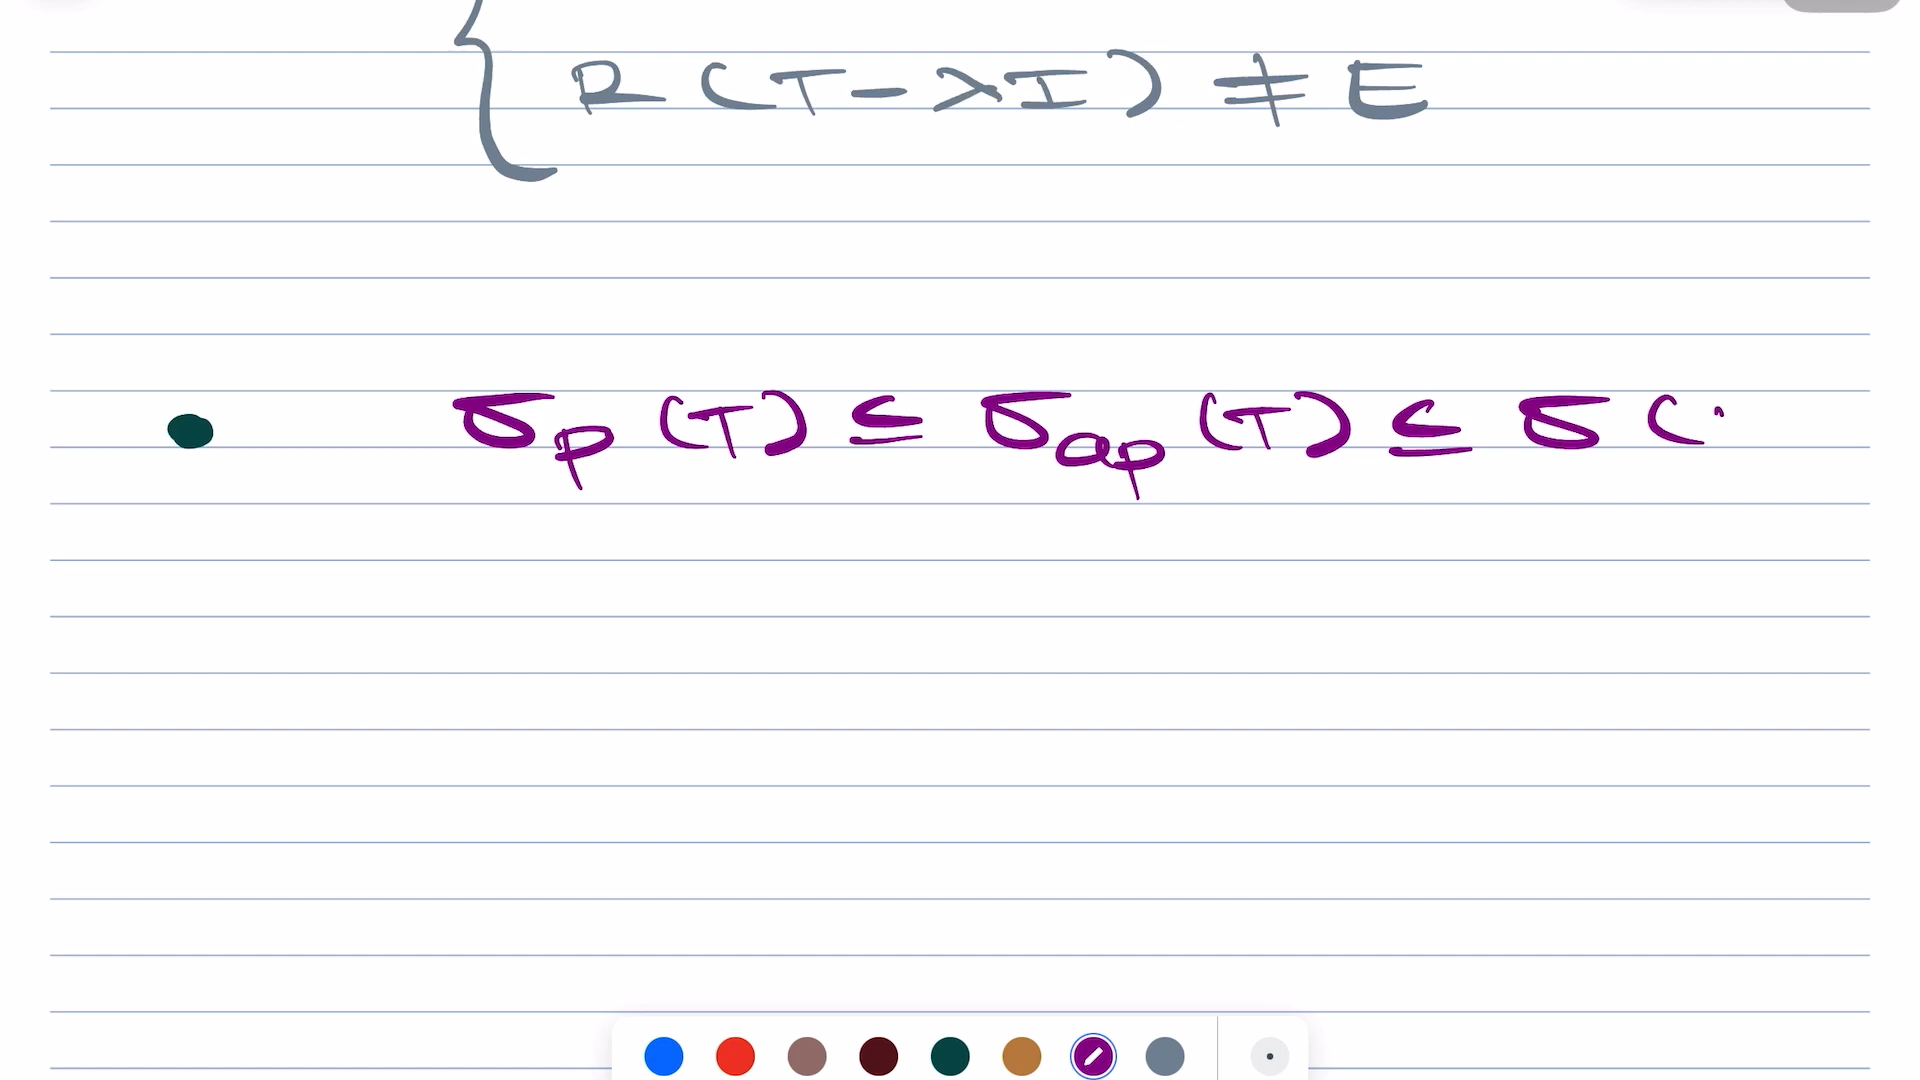 R (T - λI) ≠ E
σp (T) ⊆ σap (T) ⊆ σ (